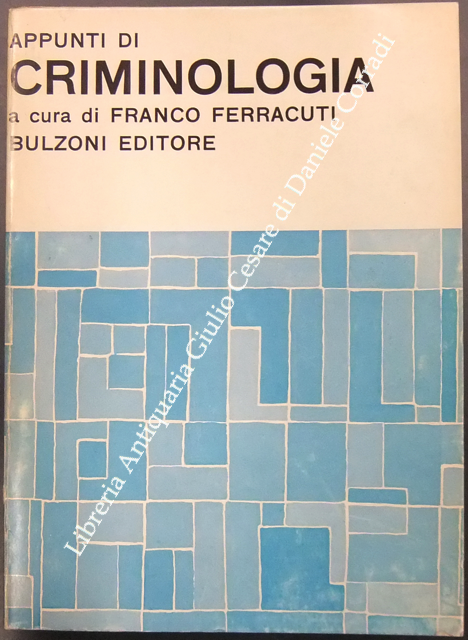 APPUNTI DI
CRIMINOLOGIA
a cura di FRANCO FERRACUTI
BULZONI EDITORE
Libreria Antiquaria Giulio Cesare di Daniele Corradi